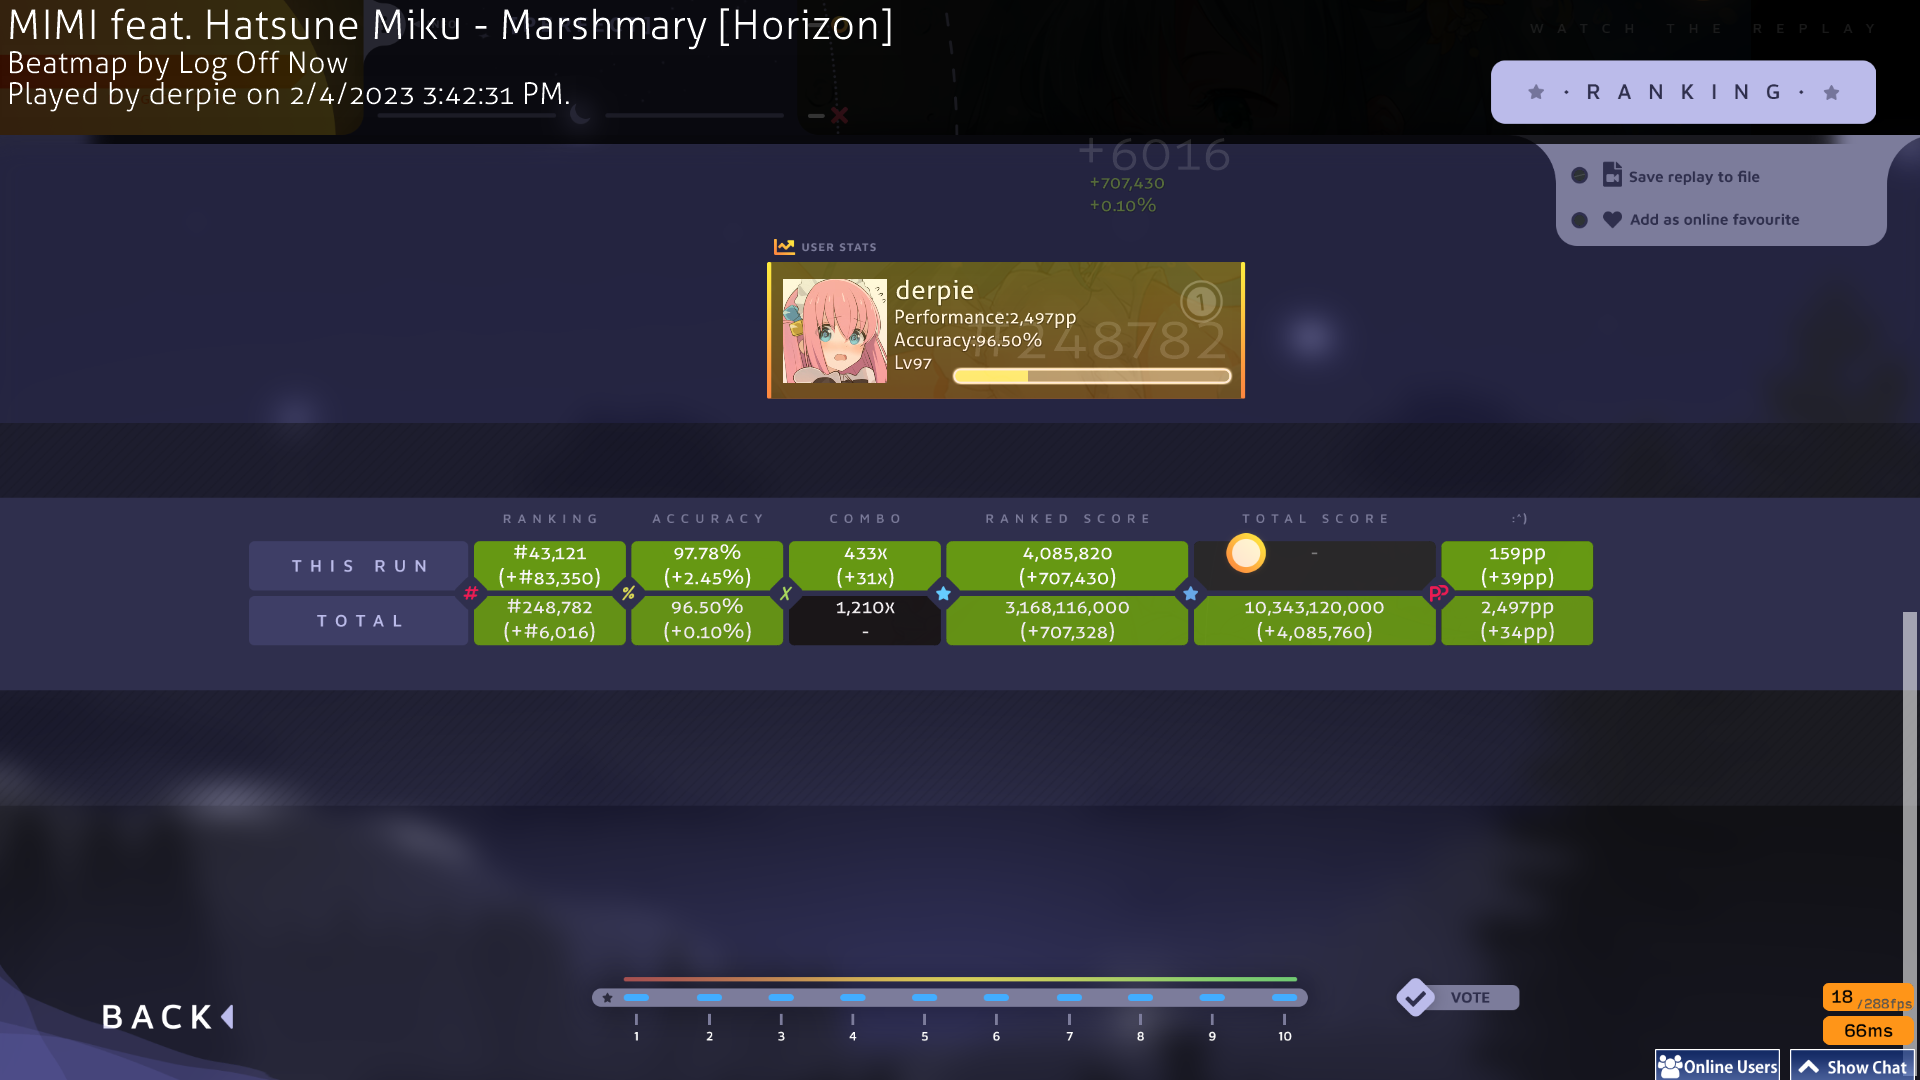 MIMI feat. Hatsune Miku - Marshmary [Horizon]
Beatmap by Log Off Now
Played by derpie on 2/4/2023 3:42:31 PM.
WATCH THE REPLAY
· RANKING ·
Save replay to file
Add as online favourite
+6016
+707,430
+0.10%
USER STATS
derpie
Performance:2,497pp
Accuracy:96.50%
Lv97
1
#248782
RANKING ACCURACY COMBO RANKED SCORE TOTAL SCORE :^)
THIS RUN #43,121 97.78% 433x 4,085,820 - 159pp
(+#83,350) (+2.45%) (+31x) (+707,430) (+39pp)
# % X PP
TOTAL #248,782 96.50% 1,210x 3,168,116,000 10,343,120,000 2,497pp
(+#6,016) (+0.10%) - (+707,328) (+4,085,760) (+34pp)
BACK
1 2 3 4 5 6 7 8 9 10
VOTE
18 /288fps
66ms
Online Users
Show Chat